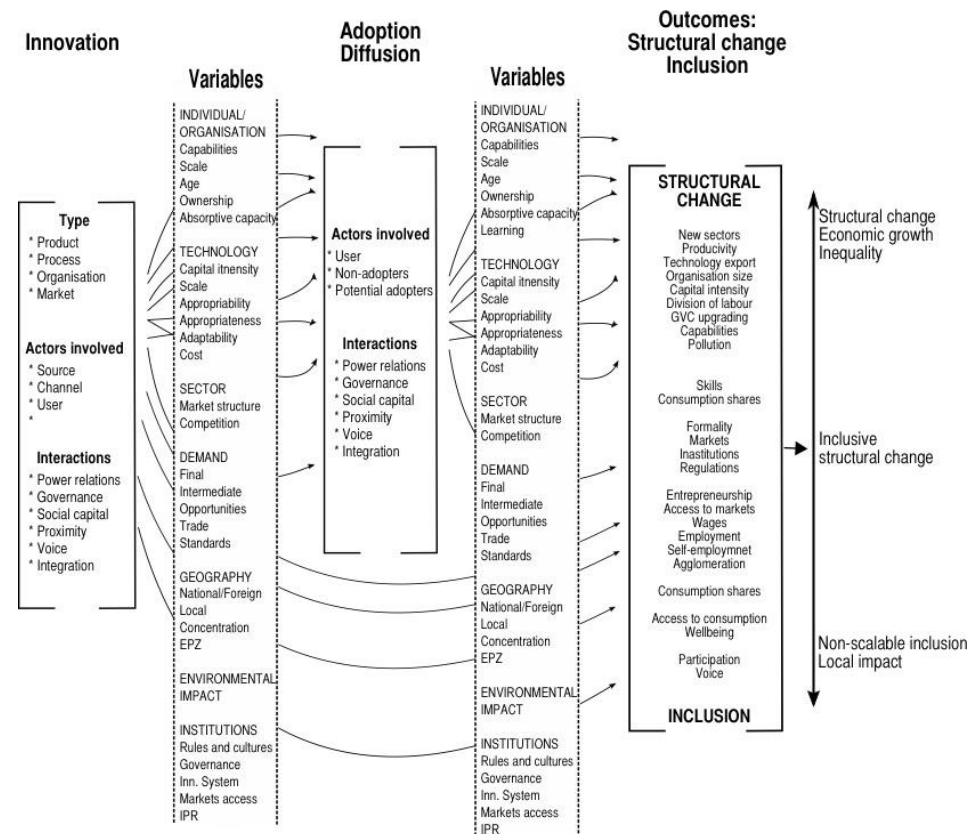 Innovation
Adoption
Diffusion
Outcomes:
Structural change
Inclusion
Type
* Product
* Process
* Organisation
* Market
Actors involved
* Source
* Channel
* User
*
Interactions
* Power relations
* Governance
* Social capital
* Proximity
* Voice
* Integration
Variables
INDIVIDUAL/
ORGANISATION
Capabilities
Scale
Age
Ownership
Absorptive capacity
TECHNOLOGY
Capital itnensity
Scale
Appropriability
Appropriateness
Adaptability
Cost
SECTOR
Market structure
Competition
DEMAND
Final
Intermediate
Opportunities
Trade
Standards
GEOGRAPHY
National/Foreign
Local
Concentration
EPZ
ENVIRONMENTAL
IMPACT
INSTITUTIONS
Rules and cultures
Governance
Inn. System
Markets access
IPR
Actors involved
* User
* Non-adopters
* Potential adopters
Interactions
* Power relations
* Governance
* Social capital
* Proximity
* Voice
* Integration
Variables
INDIVIDUAL/
ORGANISATION
Capabilities
Scale
Age
Ownership
Absorptive capacity
Learning
TECHNOLOGY
Capital itnensity
Scale
Appropriability
Appropriateness
Adaptability
Cost
SECTOR
Market structure
Competition
DEMAND
Final
Intermediate
Opportunities
Trade
Standards
GEOGRAPHY
National/Foreign
Local
Concentration
EPZ
ENVIRONMENTAL
IMPACT
INSTITUTIONS
Rules and cultures
Governance
Inn. System
Markets access
IPR
STRUCTURAL
CHANGE
New sectors
Producivity
Technology export
Organisation size
Capital intensity
Division of labour
GVC upgrading
Capabilities
Pollution
Skills
Consumption shares
Formality
Markets
Inastitutions
Regulations
Entrepreneurship
Access to markets
Wages
Employment
Self-employmnet
Agglomeration
Consumption shares
Access to consumption
Wellbeing
Participation
Voice
INCLUSION
Structural change
Economic growth
Inequality
Inclusive
structural change
Non-scalable inclusion
Local impact